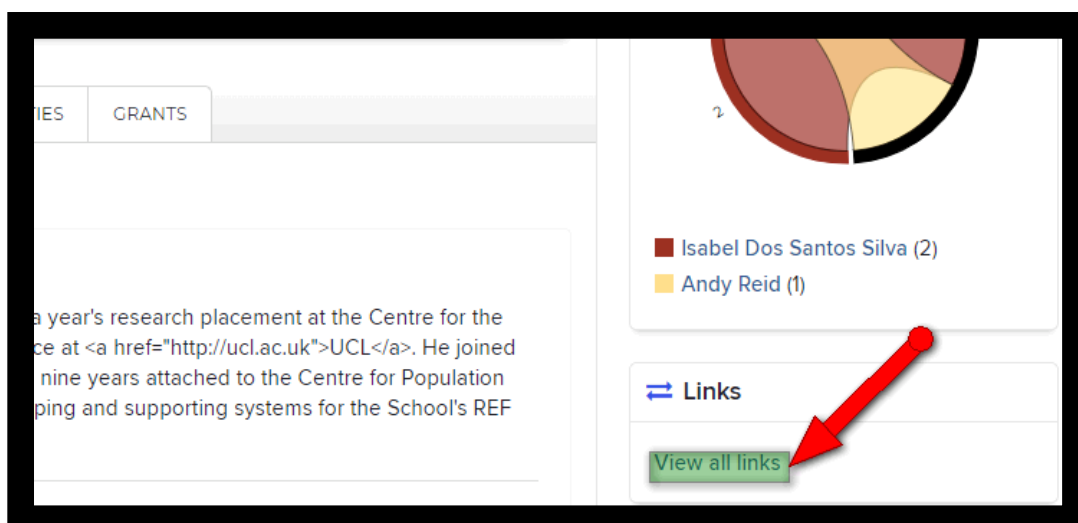 IES GRANTS
a year's research placement at the Centre for the
ce at <a href="http://ucl.ac.uk">UCL</a>. He joined
nine years attached to the Centre for Population
ping and supporting systems for the School's REF
2
Isabel Dos Santos Silva (2)
Andy Reid (1)
Links
View all links